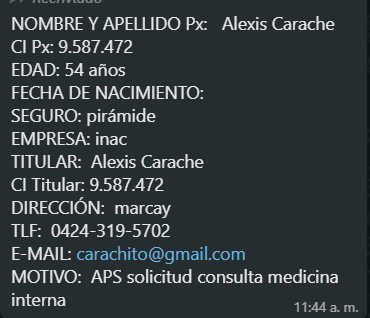 Reenviado
NOMBRE Y APELLIDO Px: Alexis Carache
CI Px: 9.587.472
EDAD: 54 años
FECHA DE NACIMIENTO:
SEGURO: pirámide
EMPRESA: inac
TITULAR: Alexis Carache
CI Titular: 9.587.472
DIRECCIÓN: marcay
TLF: 0424-319-5702
E-MAIL: carachito@gmail.com
MOTIVO: APS solicitud consulta medicina
interna
11:44 a. m.